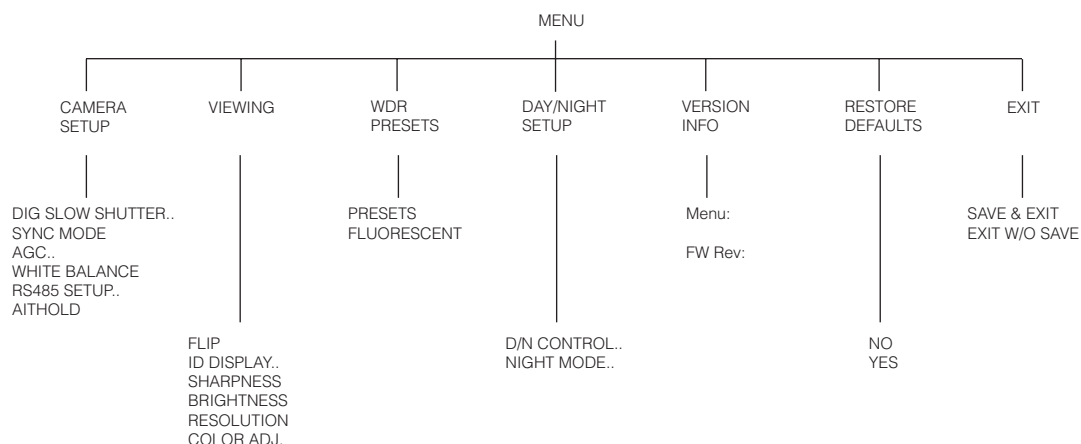 MENU
CAMERA
SETUP
VIEWING
WDR
PRESETS
DAY/NIGHT
SETUP
VERSION
INFO
RESTORE
DEFAULTS
EXIT
DIG SLOW SHUTTER..
SYNC MODE
AGC..
WHITE BALANCE
RS485 SETUP..
AITHOLD
PRESETS
FLUORESCENT
Menu:
FW Rev:
SAVE & EXIT
EXIT W/O SAVE
FLIP
ID DISPLAY..
SHARPNESS
BRIGHTNESS
RESOLUTION
COLOR ADJ.
D/N CONTROL..
NIGHT MODE..
NO
YES